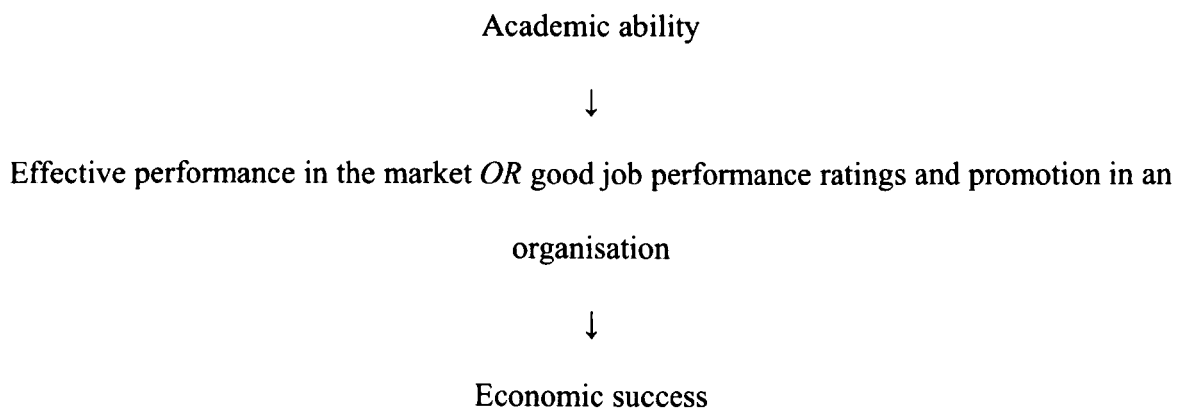 Academic ability
↓
Effective performance in the market OR good job performance ratings and promotion in an
organisation
↓
Economic success